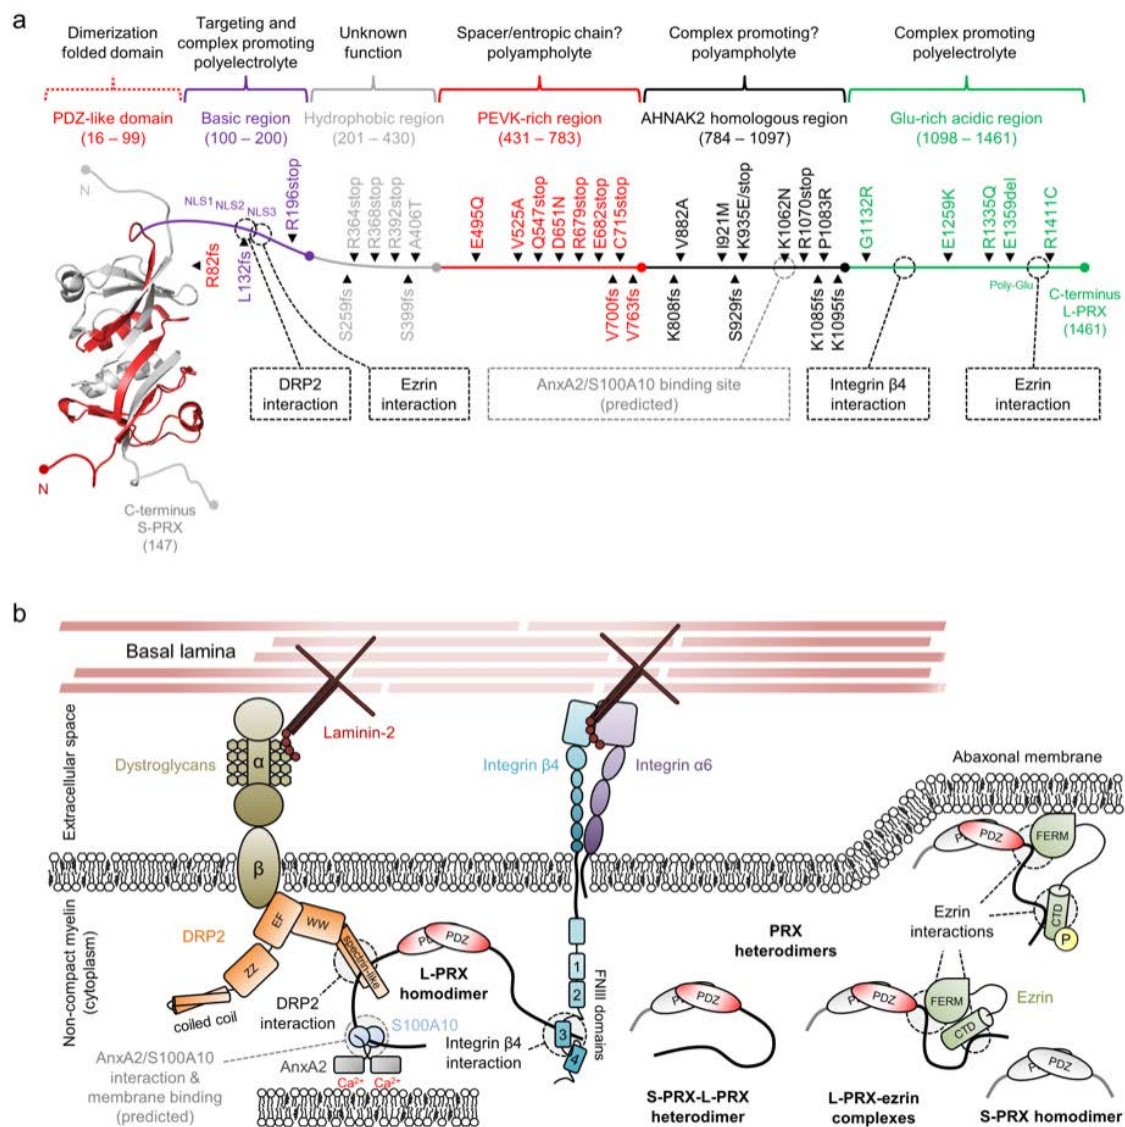 a
Dimerization
folded domain
Targeting and
complex promoting
polyelectrolyte
Unknown
function
Spacer/entropic chain?
polyampholyte
Complex promoting?
polyampholyte
Complex promoting
polyelectrolyte
PDZ-like domain
(16 – 99)
Basic region
(100 – 200)
Hydrophobic region
(201 – 430)
PEVK-rich region
(431 – 783)
AHNAK2 homologous region
(784 – 1097)
Glu-rich acidic region
(1098 – 1461)
N
NLS1
NLS2
NLS3
R196stop
R364stop
R368stop
R392stop
A406T
E495Q
V525A
Q547stop
D651N
R679stop
E682stop
C715stop
V882A
I921M
K935E/stop
K1062N
R1070stop
P1083R
G1132R
E1259K
R1335Q
E1359del
R1411C
R82fs
L132fs
S259fs
S399fs
V700fs
V763fs
K808fs
S929fs
K1085fs
K1095fs
Poly-Glu
C-terminus
L-PRX
(1461)
DRP2
interaction
Ezrin
interaction
AnxA2/S100A10 binding site
(predicted)
Integrin β4
interaction
Ezrin
interaction
N
C-terminus
S-PRX
(147)
b
Basal lamina
Laminin-2
Extracellular space
Dystroglycans
α
Integrin β4
Integrin α6
Abaxonal membrane
β
PDZ
FERM
CTD
P
Ezrin
interactions
Non-compact myelin
(cytoplasm)
DRP2
EF
WW
spectrin-like
ZZ
coiled coil
PDZ
L-PRX
homodimer
DRP2
interaction
S100A10
AnxA2/S100A10
interaction &
membrane binding
(predicted)
AnxA2
Ca²⁺
Ca²⁺
Integrin β4
interaction
1
2
3
4
FNIII domains
PRX
heterodimers
PDZ
S-PRX-L-PRX
heterodimer
PDZ
FERM
CTD
Ezrin
L-PRX-ezrin
complexes
PDZ
S-PRX homodimer